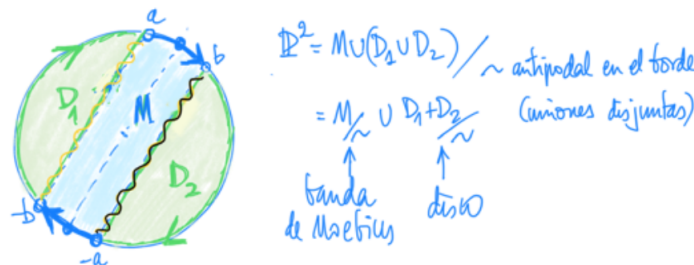 a
b
D₁
M
D₂
-b
-a
P² = M∪(D₁∪D₂)/∼ antipodal en el borde
(uniones disjuntas)
= M/∼ ∪ D₁+D₂/∼
banda
de Moebius
disco